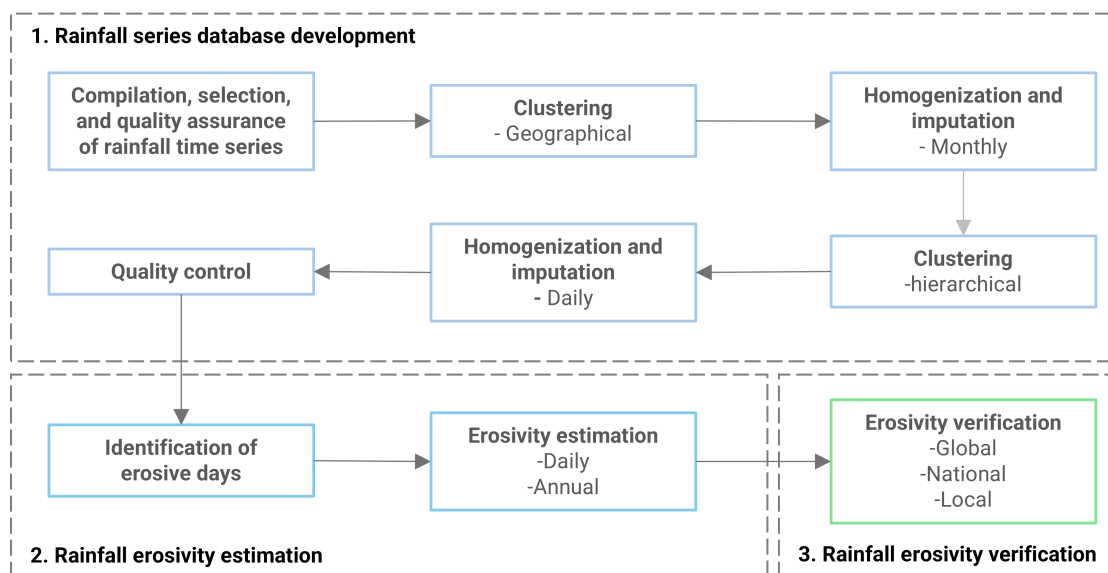 1. Rainfall series database development
Compilation, selection,
and quality assurance
of rainfall time series
Clustering
- Geographical
Homogenization and
imputation
- Monthly
Clustering
-hierarchical
Homogenization and
imputation
- Daily
Quality control
Identification of
erosive days
Erosivity estimation
-Daily
-Annual
2. Rainfall erosivity estimation
Erosivity verification
-Global
-National
-Local
3. Rainfall erosivity verification